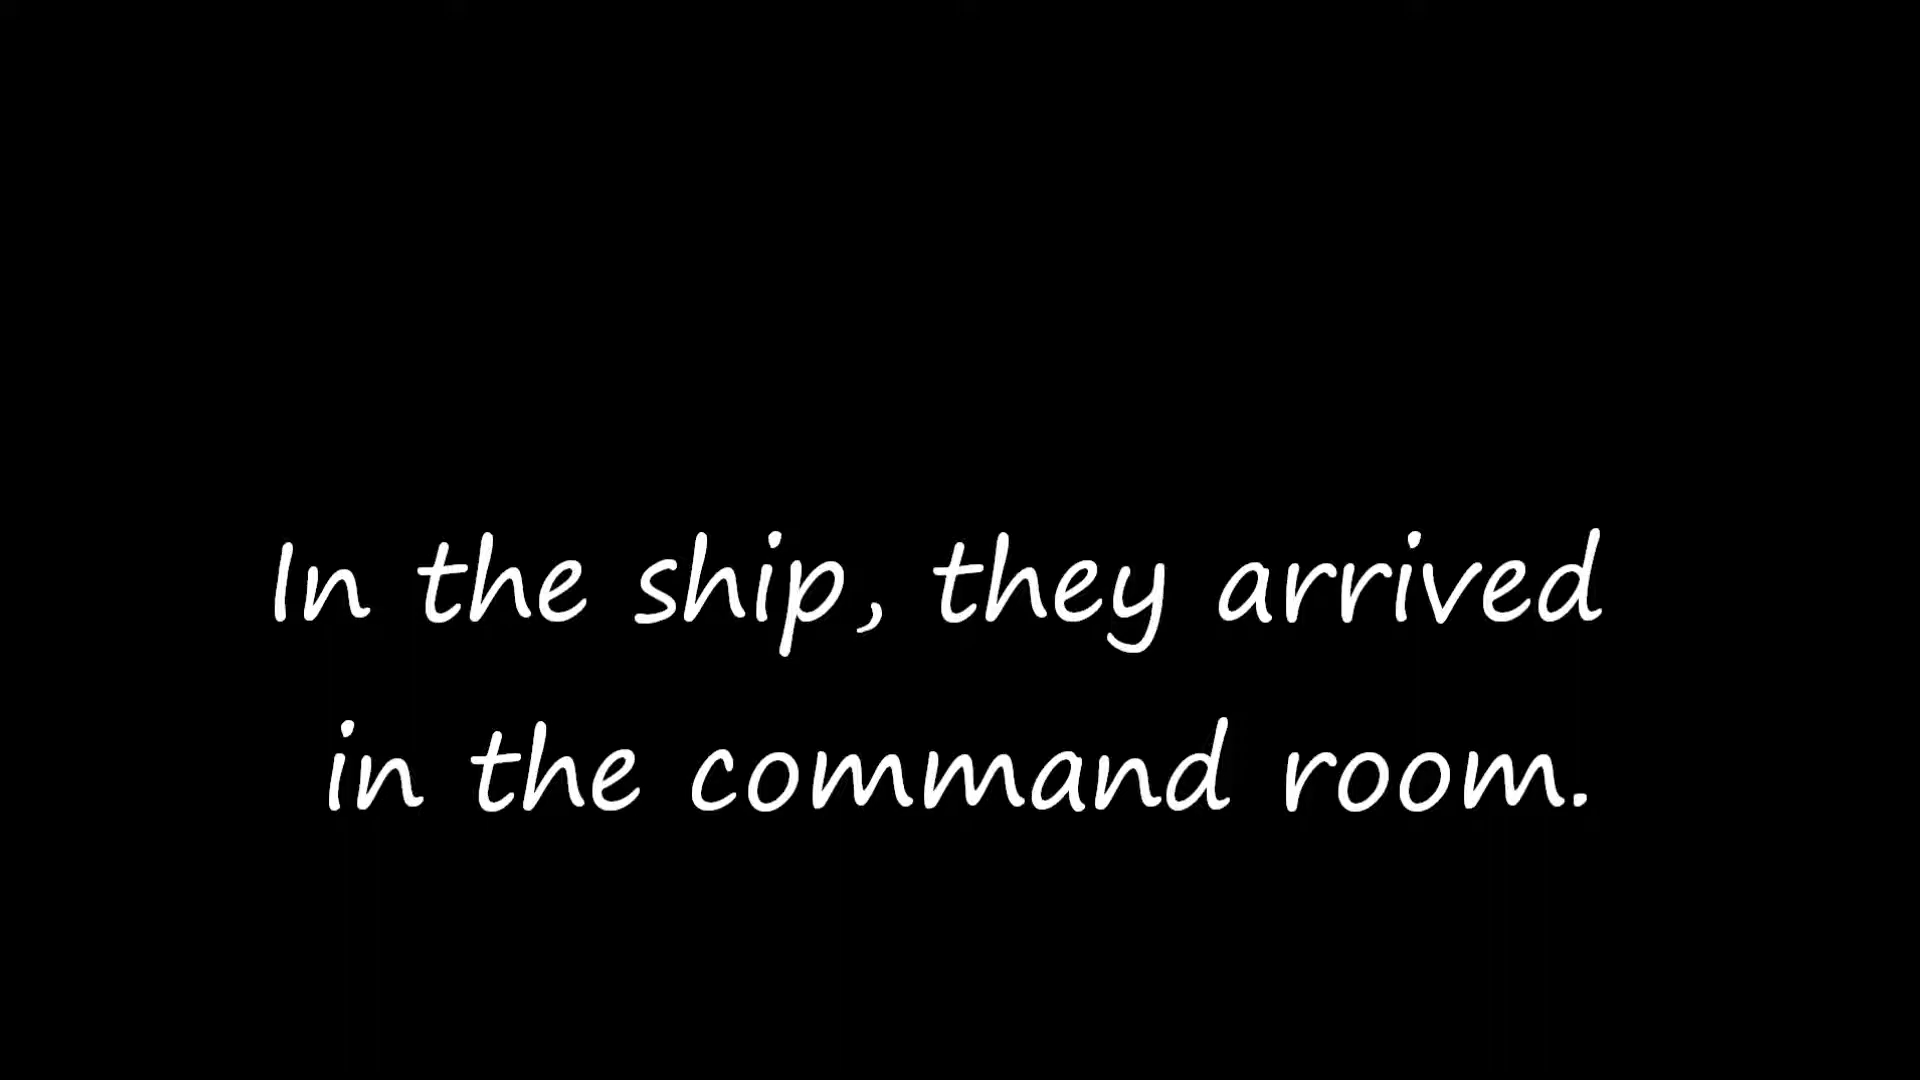 In the ship, they arrived
in the command room.